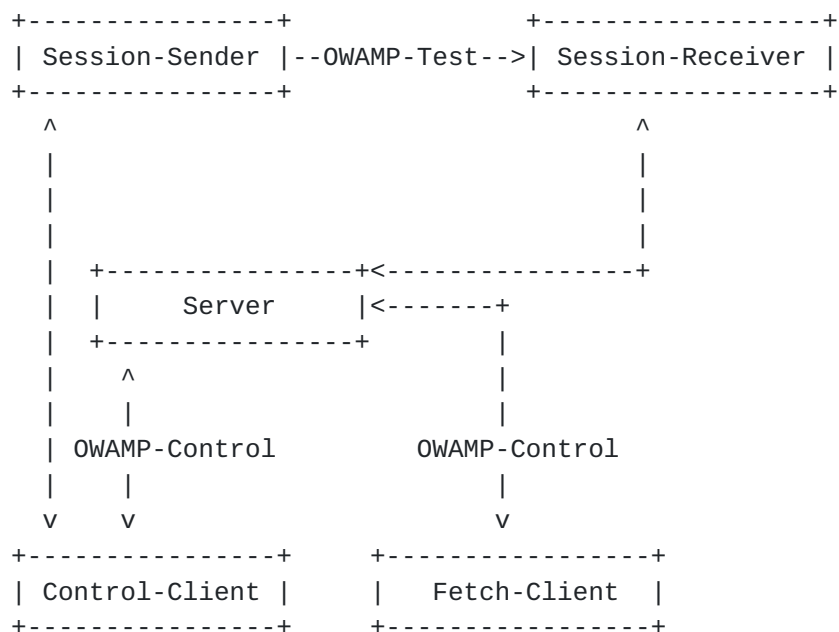 Session-Sender --OWAMP-Test--> Session-Receiver
Server
OWAMP-Control OWAMP-Control
Control-Client Fetch-Client